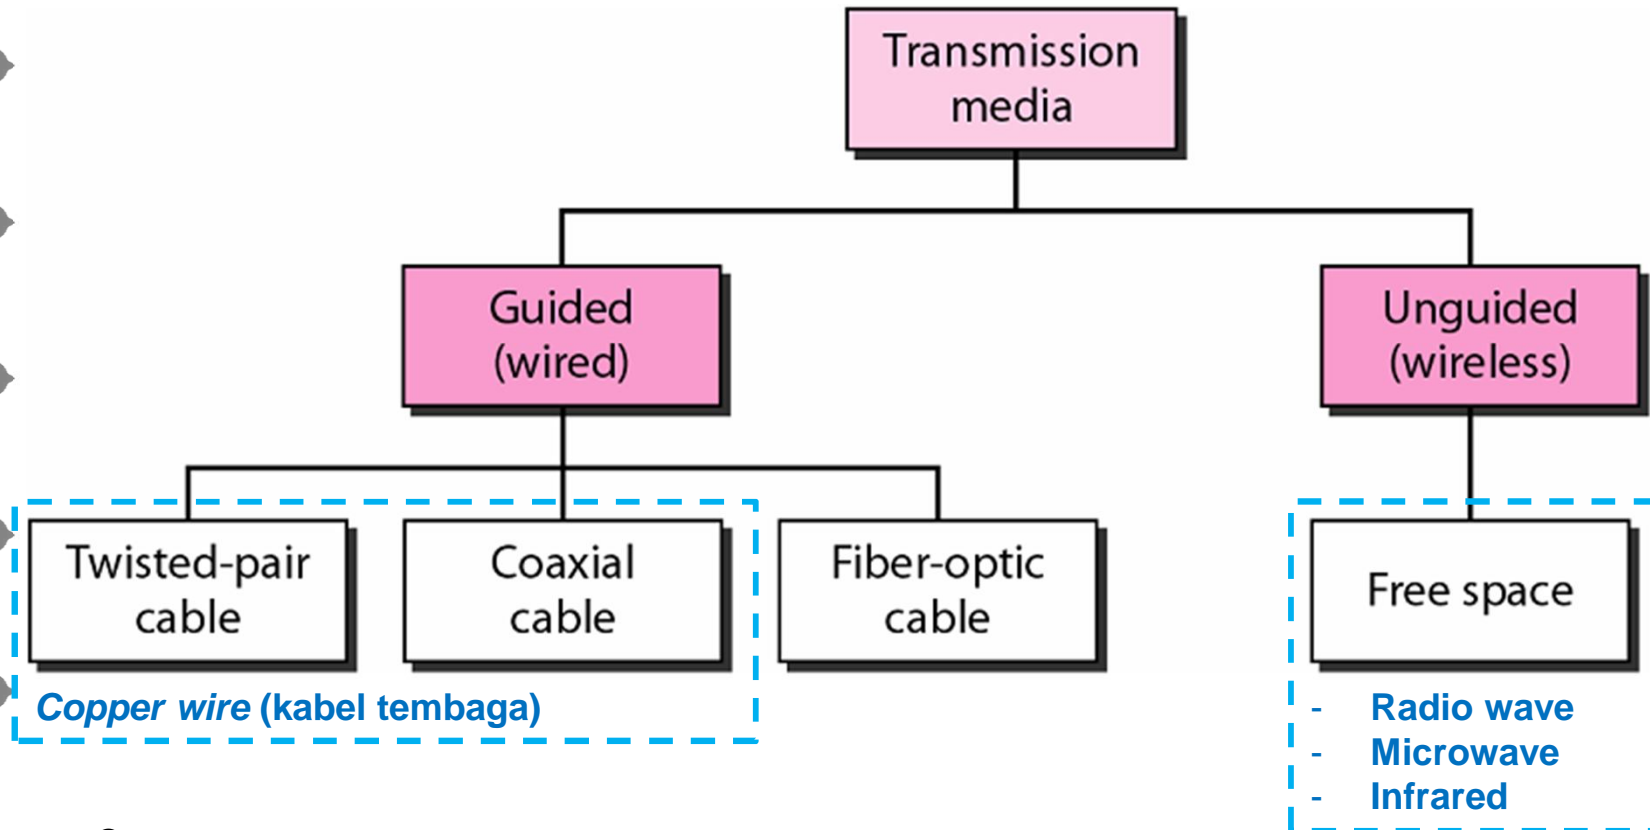 Transmission
media
Guided
(wired)
Unguided
(wireless)
Twisted-pair
cable
Coaxial
cable
Fiber-optic
cable
Free space
Copper wire (kabel tembaga)
- Radio wave
- Microwave
- Infrared